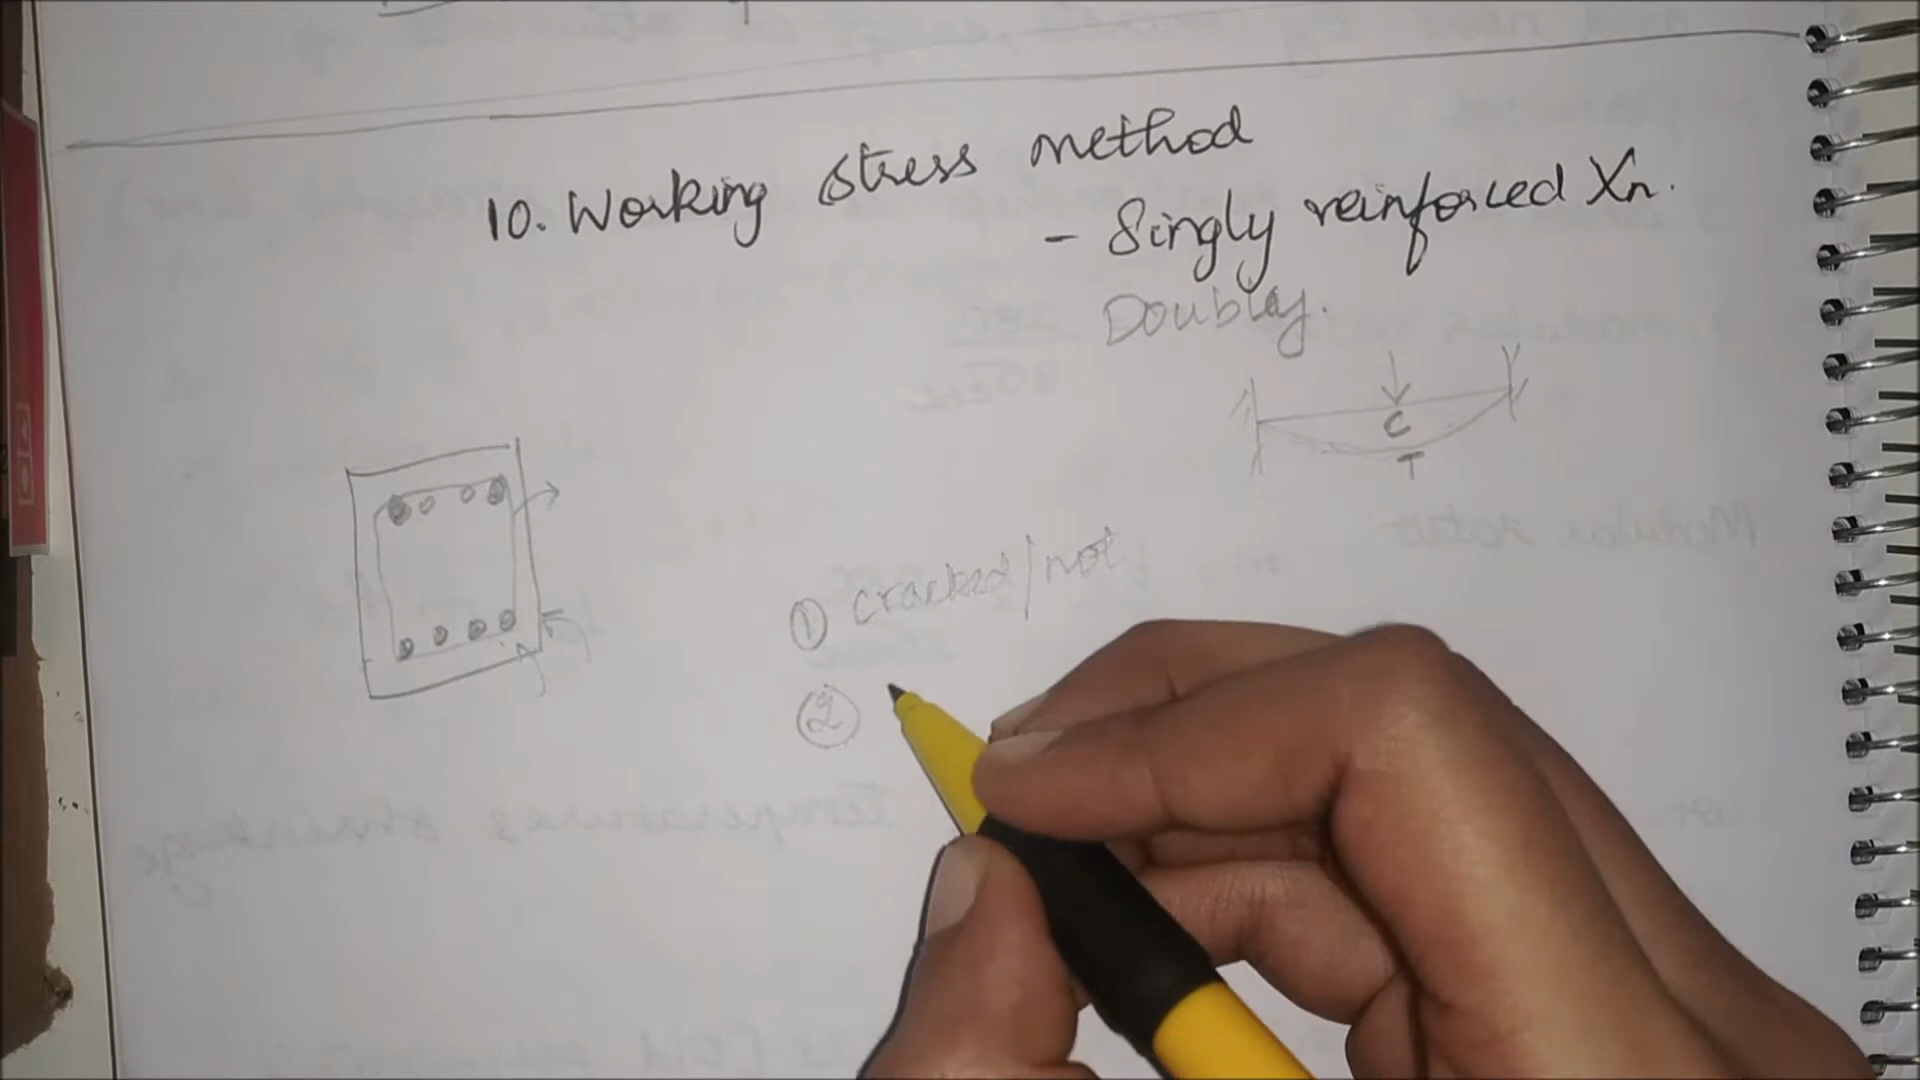 10. Working stress method
- Singly reinforced Xn.
Doubly.
C
T
① cracked/not
②